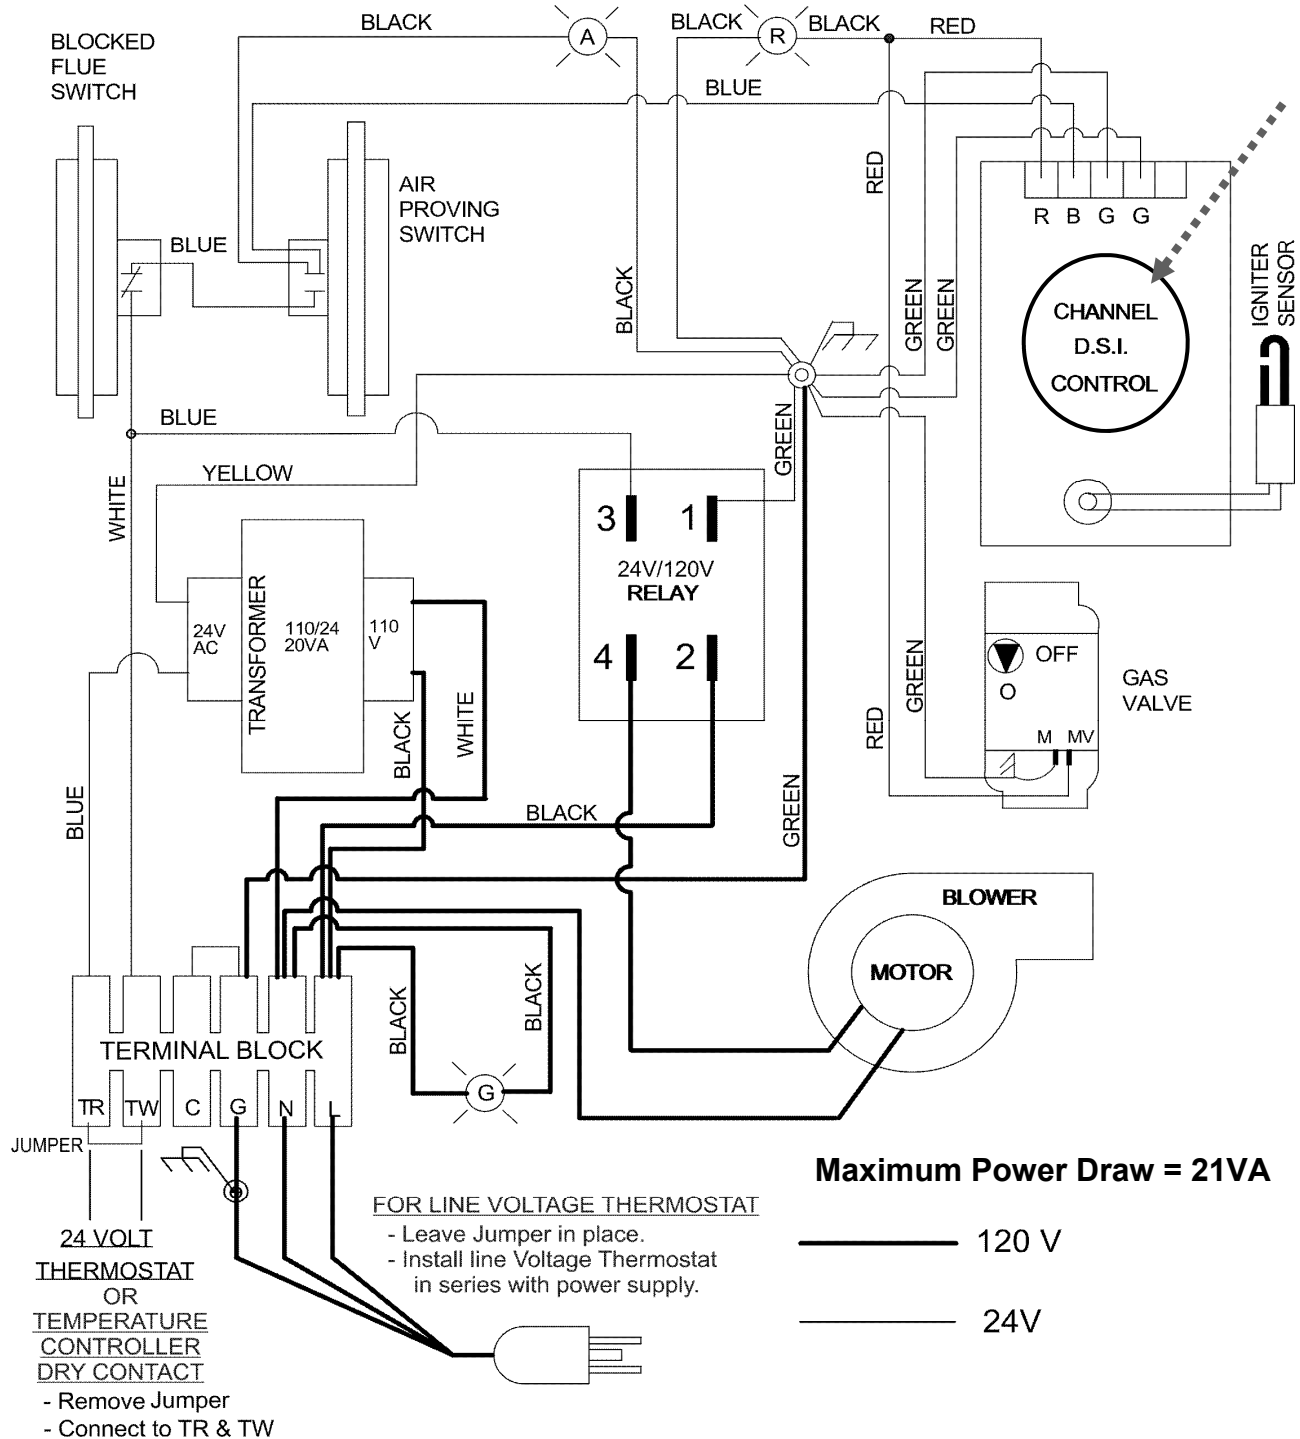 BLACK
A
BLACK
R
BLACK
RED
BLOCKED
FLUE
SWITCH
BLUE
AIR
PROVING
SWITCH
BLUE
RED
R B G G
BLACK
GREEN
GREEN
CHANNEL
D.S.I.
CONTROL
IGNITER
SENSOR
BLUE
GREEN
YELLOW
WHITE
3
1
24V/120V
RELAY
4
2
24V
AC
TRANSFORMER
110/24
20VA
110
V
BLACK
WHITE
GREEN
RED
OFF
O
M MV
GAS
VALVE
BLUE
BLACK
GREEN
BLOWER
MOTOR
BLACK
BLACK
G
TERMINAL BLOCK
TR TW C G N L
JUMPER
24 VOLT
THERMOSTAT
OR
TEMPERATURE
CONTROLLER
DRY CONTACT
- Remove Jumper
- Connect to TR & TW
FOR LINE VOLTAGE THERMOSTAT
- Leave Jumper in place.
- Install line Voltage Thermostat
in series with power supply.
Maximum Power Draw = 21VA
120 V
24V